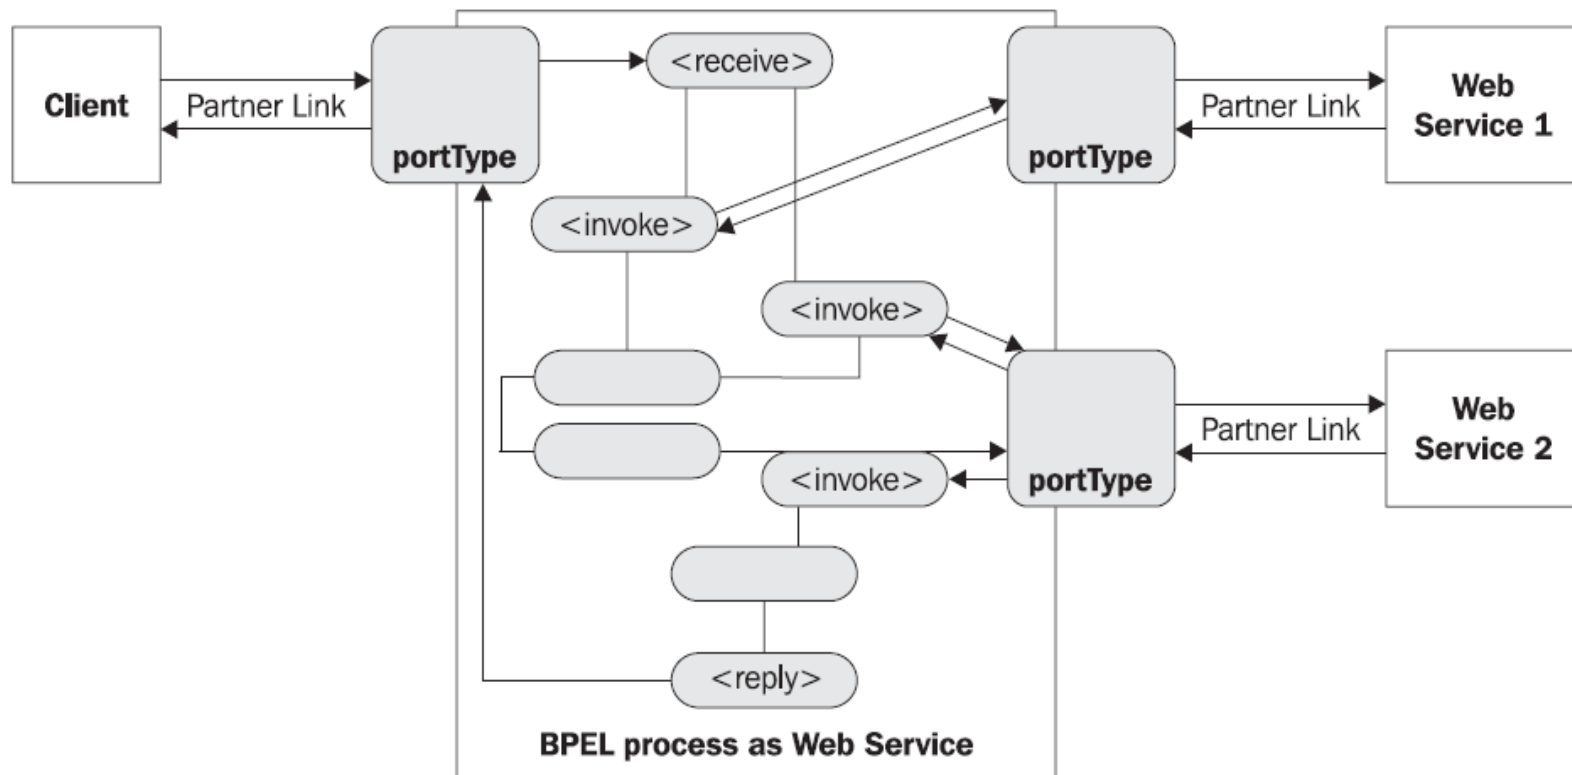 <receive>
Client
Partner Link
portType
portType
Partner Link
Web
Service 1
<invoke>
<invoke>
Web
Service 2
Partner Link
<invoke>
portType
<reply>
BPEL process as Web Service